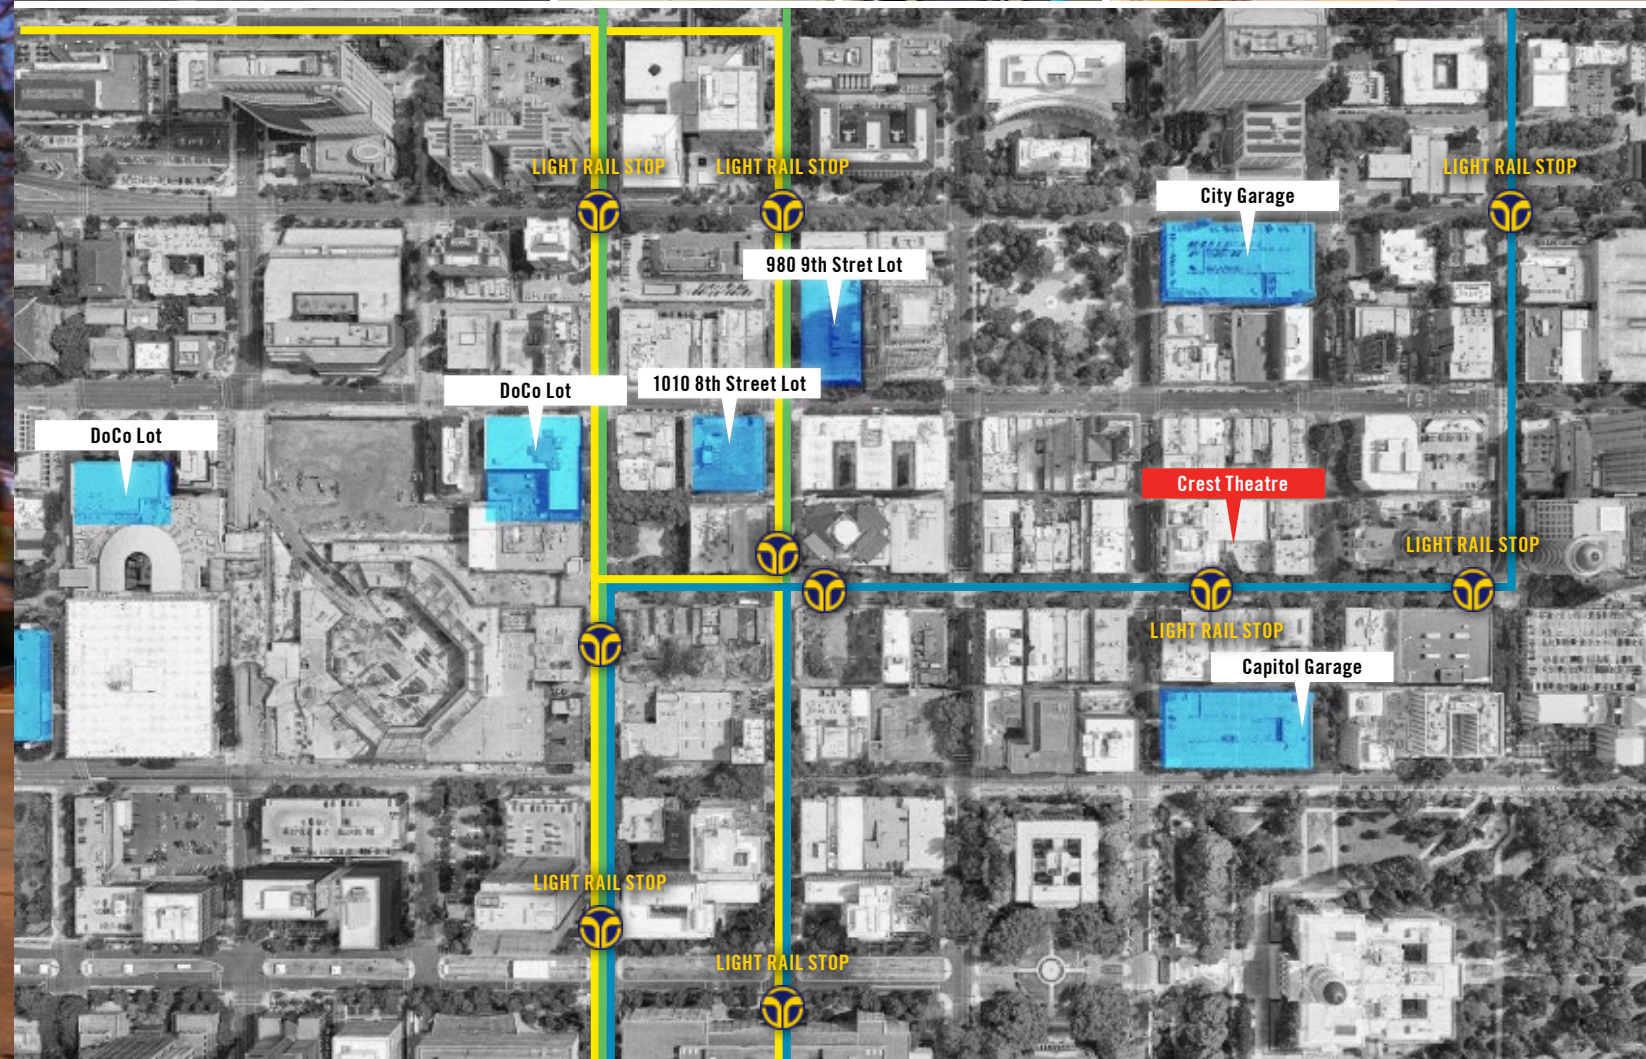 LIGHT RAIL STOP
LIGHT RAIL STOP
LIGHT RAIL STOP
City Garage
980 9th Stret Lot
DoCo Lot
1010 8th Street Lot
DoCo Lot
Crest Theatre
LIGHT RAIL STOP
LIGHT RAIL STOP
Capitol Garage
LIGHT RAIL STOP
LIGHT RAIL STOP